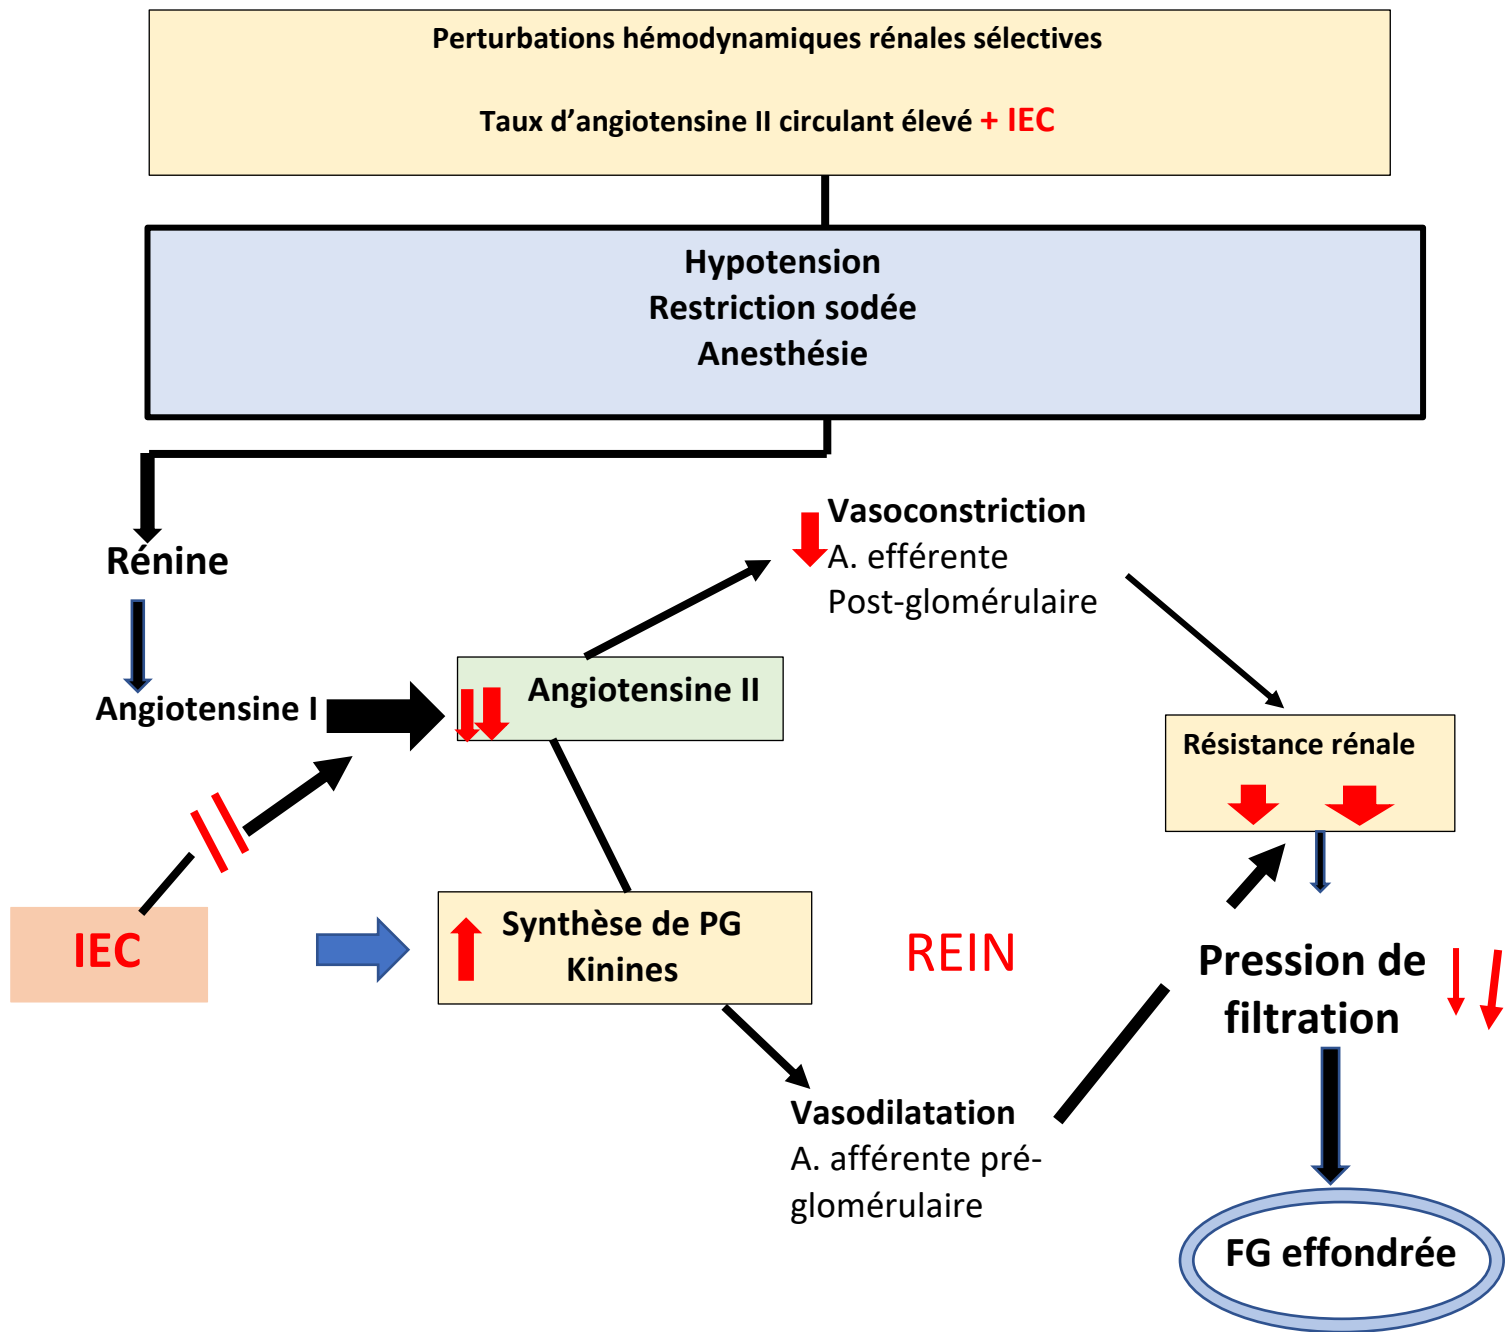 Perturbations hémodynamiques rénales sélectives
Taux d’angiotensine II circulant élevé + IEC
Hypotension
Restriction sodée
Anesthésie
Vasoconstriction
A. efférente
Post-glomérulaire
Rénine
Angiotensine I
Angiotensine II
Résistance rénale
IEC
Synthèse de PG
Kinines
REIN
Pression de
filtration
Vasodilatation
A. afférente pré-
glomérulaire
FG effondrée